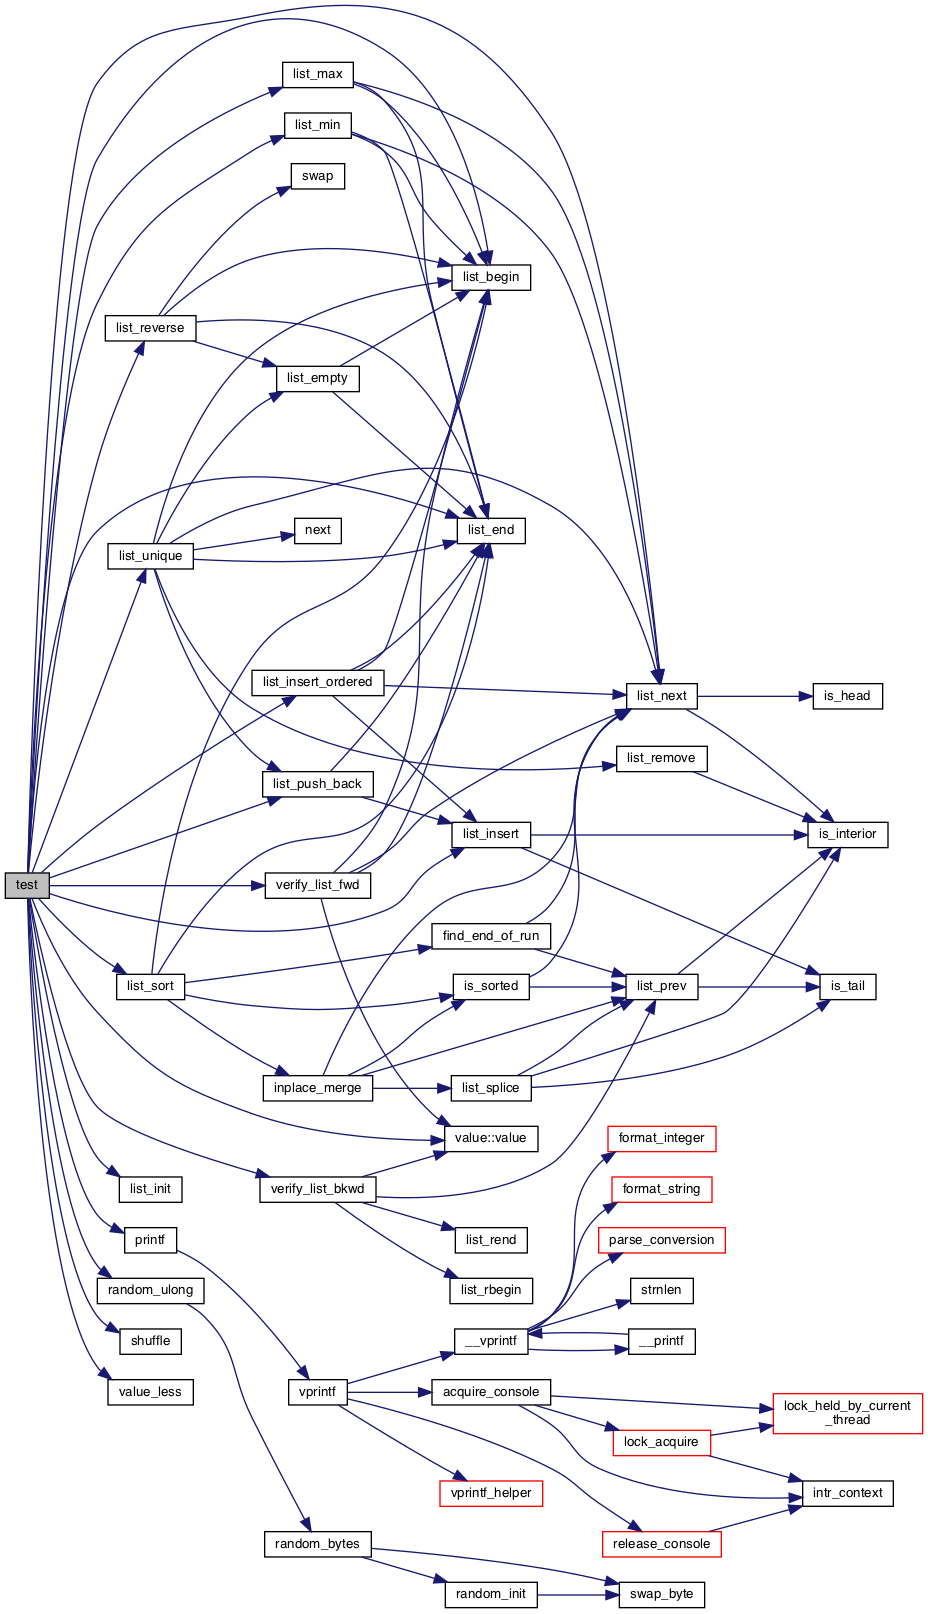 list_max
list_min
swap
list_begin
list_reverse
list_empty
next
list_end
list_unique
list_insert_ordered
list_next
is_head
list_remove
list_push_back
list_insert
is_interior
test
verify_list_fwd
find_end_of_run
list_sort
is_sorted
list_prev
is_tail
inplace_merge
list_splice
value::value
format_integer
list_init
verify_list_bkwd
format_string
printf
list_rend
parse_conversion
random_ulong
list_rbegin
strnlen
shuffle
__vprintf
__printf
value_less
vprintf
acquire_console
lock_held_by_current
_thread
lock_acquire
vprintf_helper
intr_context
random_bytes
release_console
random_init
swap_byte